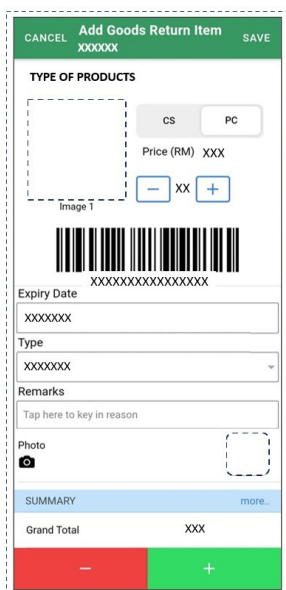 CANCEL Add Goods Return Item SAVE
XXXXXX
TYPE OF PRODUCTS
CS PC
Price (RM) XXX
− XX +
Image 1
XXXXXXXXXXXXXXXXX
Expiry Date
XXXXXXX
Type
XXXXXXX
Remarks
Tap here to key in reason
Photo
SUMMARY more..
Grand Total XXX
− +